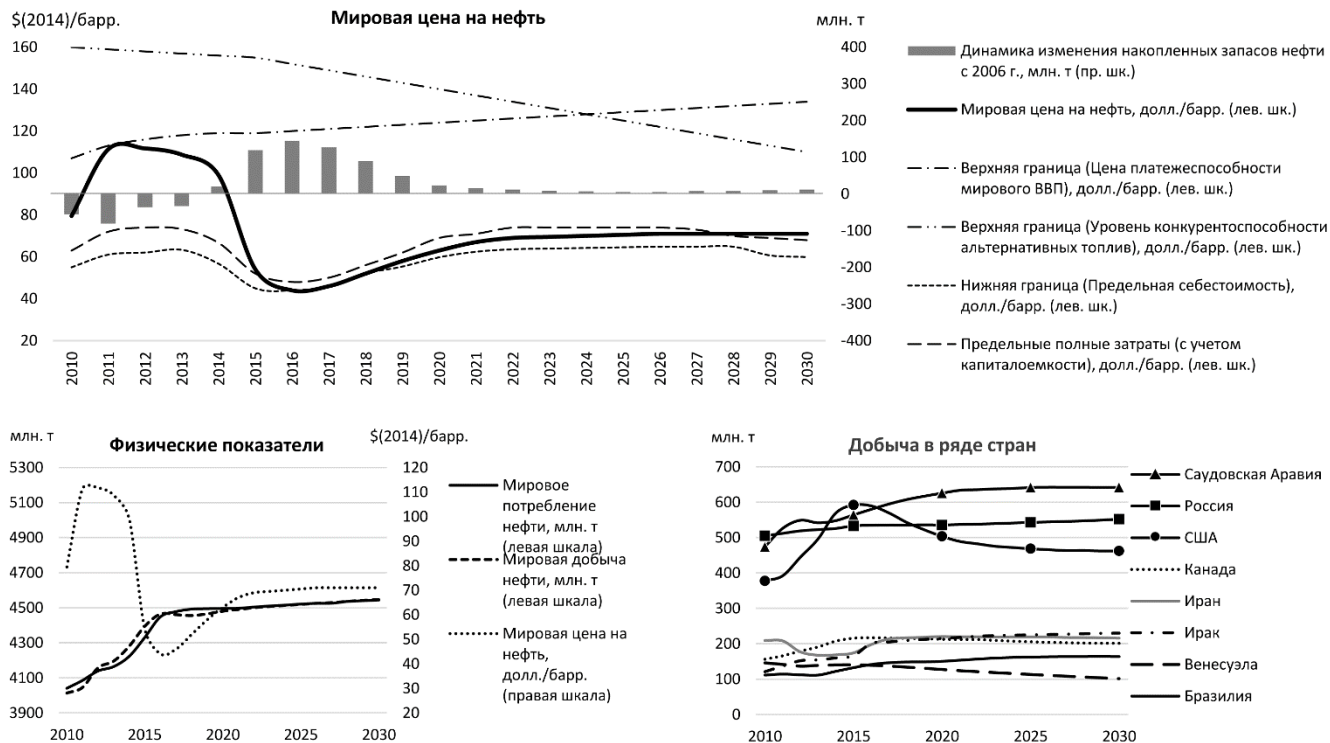 $(2014)/барр.
Мировая цена на нефть
млн. т
160
140
120
100
80
60
40
20
400
300
200
100
0
-100
-200
-300
-400
2010
2011
2012
2013
2014
2015
2016
2017
2018
2019
2020
2021
2022
2023
2024
2025
2026
2027
2028
2029
2030
Динамика изменения накопленных запасов нефти
с 2006 г., млн. т (пр. шк.)
Мировая цена на нефть, долл./барр. (лев. шк.)
Верхняя граница (Цена платежеспособности
мирового ВВП), долл./барр. (лев. шк.)
Верхняя граница (Уровень конкурентоспособности
альтернативных топлив), долл./барр. (лев. шк.)
Нижняя граница (Предельная себестоимость),
долл./барр. (лев. шк.)
Предельные полные затраты (с учетом
капиталоемкости), долл./барр. (лев. шк.)
млн. т
Физические показатели
$(2014)/барр.
5300
5100
4900
4700
4500
4300
4100
3900
120
110
100
90
80
70
60
50
40
30
20
2010
2015
2020
2025
2030
Мировое
потребление
нефти, млн. т
(левая шкала)
Мировая добыча
нефти, млн. т
(левая шкала)
Мировая цена на
нефть,
долл./барр.
(правая шкала)
млн. т
Добыча в ряде стран
700
600
500
400
300
200
100
0
2010
2015
2020
2025
2030
Саудовская Аравия
Россия
США
Канада
Иран
Ирак
Венесуэла
Бразилия